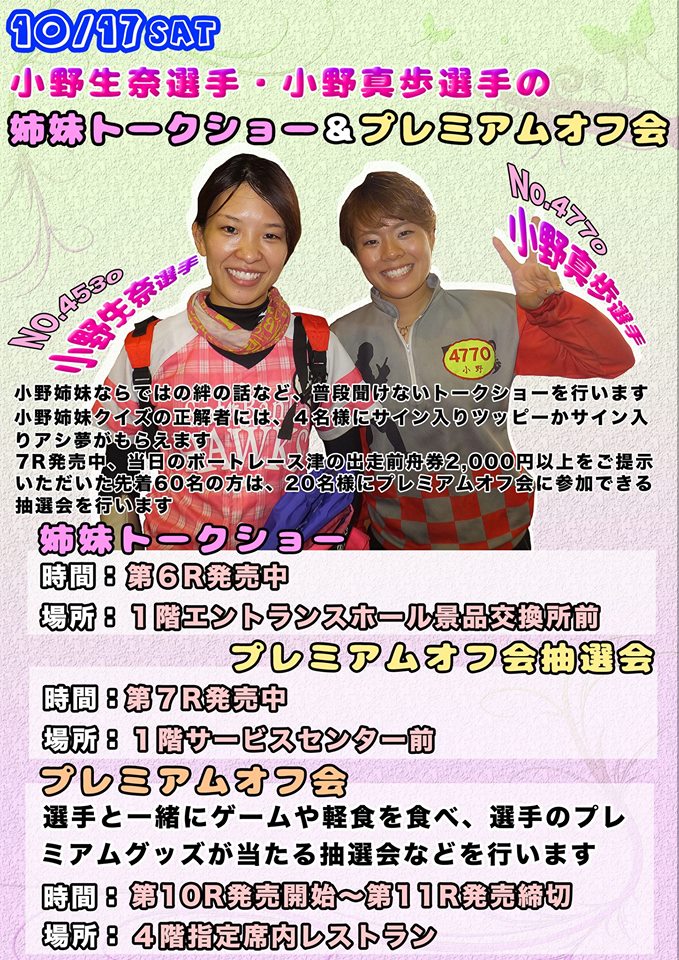 10/17SAT
小野生奈選手・小野真歩選手の
姉妹トークショー&プレミアムオフ会
No.4770
小野真歩選手
NO.4530
小野生奈選手
4770
小野
小野姉妹ならではの絆の話など、普段聞けないトークショーを行います
小野姉妹クイズの正解者には、4名様にサイン入りツッピーかサイン入
りアシ夢がもらえます
7R発売中、当日のボートレース津の出走前舟券2,000円以上をご提示
いただいた先着60名の方は、20名様にプレミアムオフ会に参加できる
抽選会を行います
姉妹トークショー
時間：第6R発売中
場所：1階エントランスホール景品交換所前
プレミアムオフ会抽選会
時間：第7R発売中
場所：1階サービスセンター前
プレミアムオフ会
選手と一緒にゲームや軽食を食べ、選手のプレ
ミアムグッズが当たる抽選会などを行います
時間：第10R発売開始～第11R発売締切
場所：4階指定席内レストラン